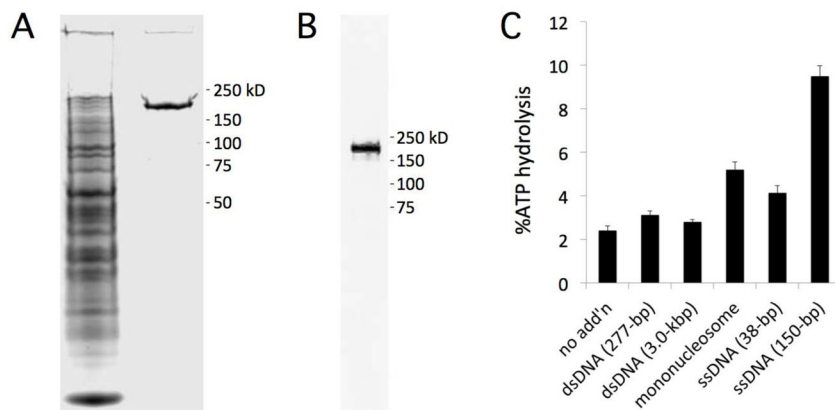 A
250 kD
150
100
75
50
B
250 kD
150
100
75
C
%ATP hydrolysis
12
10
8
6
4
2
0
no add'n
dsDNA (277-bp)
dsDNA (3.0-kbp)
mononucleosome
ssDNA (38-bp)
ssDNA (150-bp)